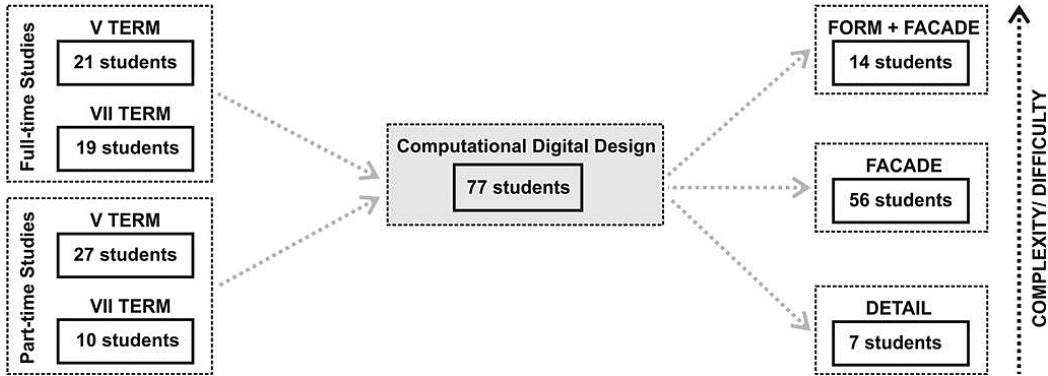 Full-time Studies
V TERM
21 students
VII TERM
19 students
Part-time Studies
V TERM
27 students
VII TERM
10 students
Computational Digital Design
77 students
FORM + FACADE
14 students
FACADE
56 students
DETAIL
7 students
COMPLEXITY/ DIFFICULTY